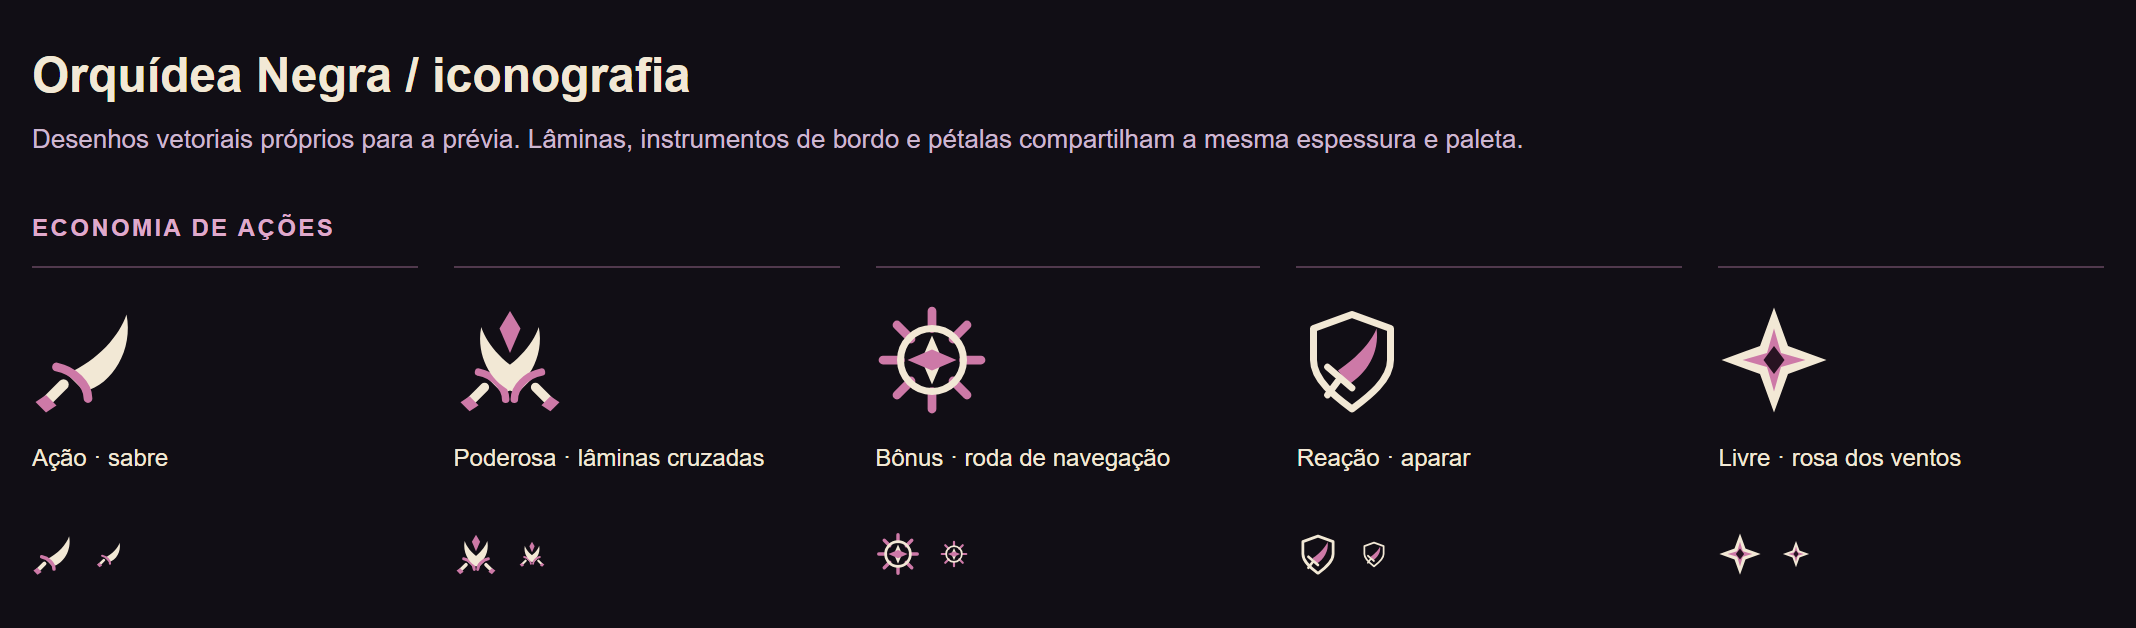 Orquídea Negra / iconografia
Desenhos vetoriais próprios para a prévia. Lâminas, instrumentos de bordo e pétalas compartilham a mesma espessura e paleta.
ECONOMIA DE AÇÕES
Ação · sabre
Poderosa · lâminas cruzadas
Bônus · roda de navegação
Reação · aparar
Livre · rosa dos ventos